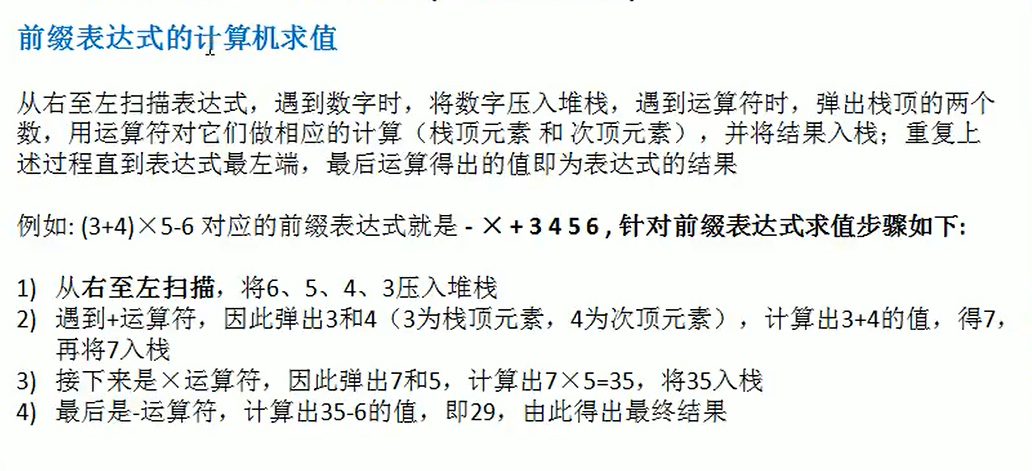 前缀表达式的计算机求值
从右至左扫描表达式，遇到数字时，将数字压入堆栈，遇到运算符时，弹出栈顶的两个
数，用运算符对它们做相应的计算（栈顶元素 和 次顶元素），并将结果入栈；重复上
述过程直到表达式最左端，最后运算得出的值即为表达式的结果
例如: (3+4)×5-6 对应的前缀表达式就是 - × + 3 4 5 6 , 针对前缀表达式求值步骤如下:
1) 从右至左扫描，将6、5、4、3压入堆栈
2) 遇到+运算符，因此弹出3和4（3为栈顶元素，4为次顶元素），计算出3+4的值，得7，
再将7入栈
3) 接下来是×运算符，因此弹出7和5，计算出7×5=35，将35入栈
4) 最后是-运算符，计算出35-6的值，即29，由此得出最终结果